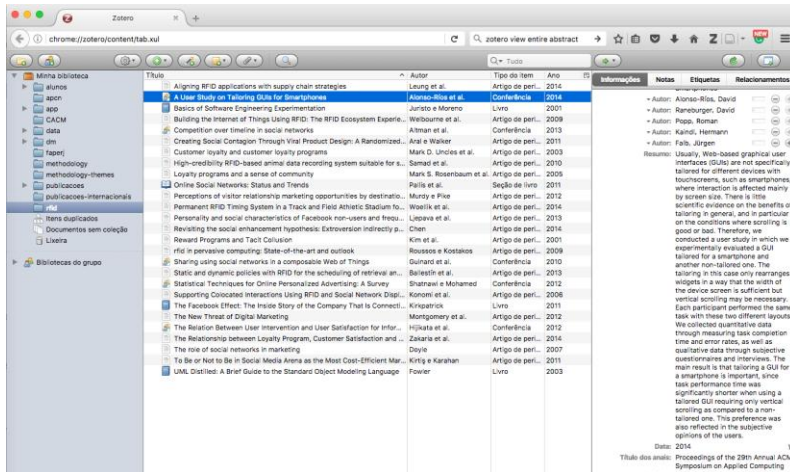 Zotero
chrome://zotero/content/tab.xul
zotero view entire abstract
NEW
Tudo
Minha biblioteca
alunos
apcn
app
CACM
data
dm
faperj
methodology
methodology-themes
publicacoes
publicacoes-internacionais
rfid
Itens duplicados
Documentos sem coleção
Lixeira
Bibliotecas do grupo
Título Autor Tipo do item Ano
Aligning RFID applications with supply chain strategies Leung et al. Artigo de peri... 2014
A User Study on Tailoring GUIs for Smartphones Alonso-Ríos et al. Conferência 2014
Basics of Software Engineering Experimentation Juristo e Moreno Livro 2001
Building the Internet of Things Using RFID: The RFID Ecosystem Experie... Welbourne et al. Artigo de peri... 2009
Competition over timeline in social networks Altman et al. Conferência 2013
Creating Social Contagion Through Viral Product Design: A Randomized... Aral e Walker Artigo de peri... 2011
Customer loyalty and customer loyalty programs Mark D. Uncles et al. Artigo de peri... 2003
High-credibility RFID-based animal data recording system suitable for s... Samad et al. Artigo de peri... 2010
Loyalty programs and a sense of community Mark S. Rosenbaum et al. Artigo de peri... 2005
Online Social Networks: Status and Trends Pallis et al. Seção de livro 2011
Perceptions of visitor relationship marketing opportunities by destinatio... Murdy e Pike Artigo de peri... 2012
Permanent RFID Timing System in a Track and Field Athletic Stadium fo... Woellik et al. Artigo de peri... 2014
Personality and social characteristics of Facebook non-users and frequ... Ljepava et al. Artigo de peri... 2013
Revisiting the social enhancement hypothesis: Extroversion indirectly p... Chen Artigo de peri... 2014
Reward Programs and Tacit Collusion Kim et al. Artigo de peri... 2001
rfid in pervasive computing: State-of-the-art and outlook Roussos e Kostakos Artigo de peri... 2009
Sharing using social networks in a composable Web of Things Guinard et al. Conferência 2010
Static and dynamic policies with RFID for the scheduling of retrieval an... Ballestín et al. Artigo de peri... 2013
Statistical Techniques for Online Personalized Advertising: A Survey Shatnawi e Mohamed Conferência 2012
Supporting Colocated Interactions Using RFID and Social Network Displ... Konomi et al. Artigo de peri... 2006
The Facebook Effect: The Inside Story of the Company That Is Connecti... Kirkpatrick Livro 2011
The New Threat of Digital Marketing Montgomery et al. Artigo de peri... 2012
The Relation Between User Intervention and User Satisfaction for Infor... Hijikata et al. Conferência 2012
The Relationship between Loyalty Program, Customer Satisfaction and ... Zakaria et al. Artigo de peri... 2014
The role of social networks in marketing Doyle Artigo de peri... 2007
To Be or Not to Be in Social Media Arena as the Most Cost-Efficient Mar... Kirtiş e Karahan Artigo de peri... 2011
UML Distilled: A Brief Guide to the Standard Object Modeling Language Fowler Livro 2003
Informações Notas Etiquetas Relacionamentos
Autor: Alonso-Ríos, David
Autor: Raneburger, David
Autor: Popp, Roman
Autor: Kaindl, Hermann
Autor: Falb, Jürgen
Resumo: Usually, Web-based graphical user
interfaces (GUIs) are not specifically
tailored for different devices with
touchscreens, such as smartphones,
where interaction is affected mainly
by screen size. There is little
scientific evidence on the benefits of
tailoring in general, and in particular
on the conditions where scrolling is
good or bad. Therefore, we
conducted a user study in which we
experimentally evaluated a GUI
tailored for a smartphone and
another non-tailored one. The
tailoring in this case only rearranges
widgets in a way that the width of
the device screen is sufficient but
vertical scrolling may be necessary.
Each participant performed the same
task with these two different layouts.
We collected quantitative data
through measuring task completion
time and error rates, as well as
qualitative data through subjective
questionnaires and interviews. The
main result is that tailoring a GUI for
a smartphone is important, since
task performance time was
significantly shorter when using a
tailored GUI requiring only vertical
scrolling as compared to a non-
tailored one. This preference was
also reflected in the subjective
opinions of the users.
Data: 2014
Título dos anais: Proceedings of the 29th Annual ACM
Symposium on Applied Computing